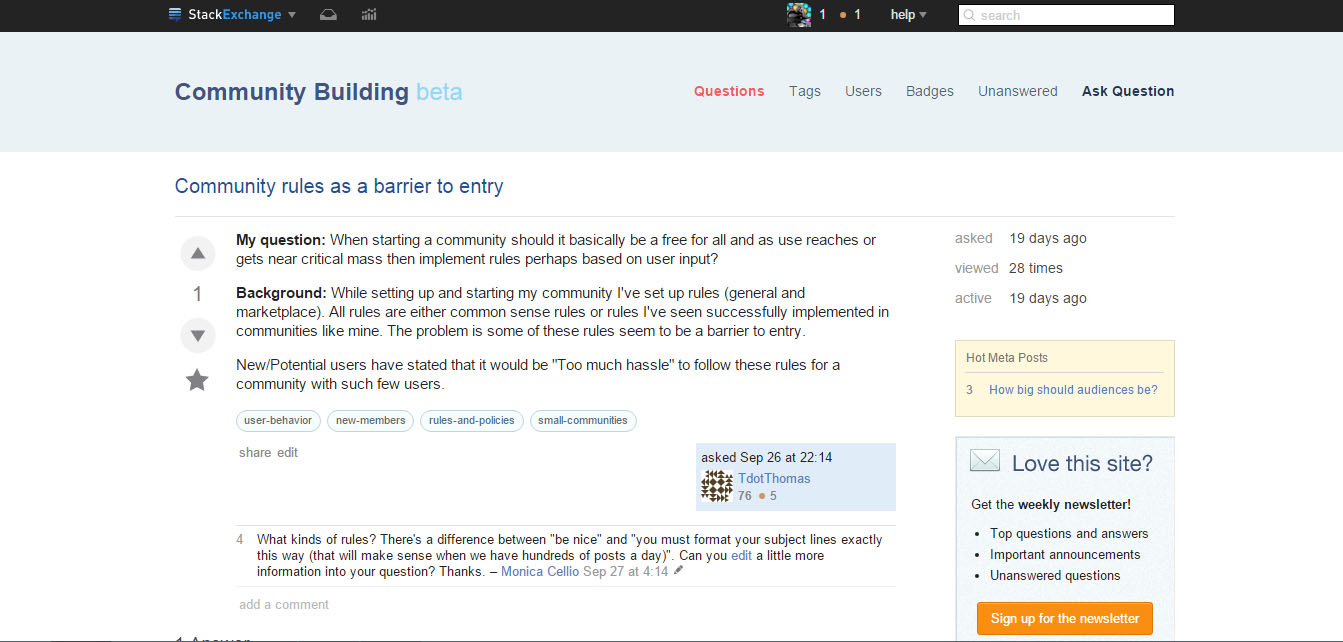 StackExchange 1 1 help search
Community Building beta Questions Tags Users Badges Unanswered Ask Question
Community rules as a barrier to entry
My question: When starting a community should it basically be a free for all and as use reaches or
gets near critical mass then implement rules perhaps based on user input?
1
Background: While setting up and starting my community I've set up rules (general and
marketplace). All rules are either common sense rules or rules I've seen successfully implemented in
communities like mine. The problem is some of these rules seem to be a barrier to entry.
New/Potential users have stated that it would be "Too much hassle" to follow these rules for a
community with such few users.
user-behavior new-members rules-and-policies small-communities
share edit
asked Sep 26 at 22:14
TdotThomas
76 5
4 What kinds of rules? There's a difference between "be nice" and "you must format your subject lines exactly
this way (that will make sense when we have hundreds of posts a day)". Can you edit a little more
information into your question? Thanks. – Monica Cellio Sep 27 at 4:14
add a comment
1 Answer
asked 19 days ago
viewed 28 times
active 19 days ago
Hot Meta Posts
3 How big should audiences be?
Love this site?
Get the weekly newsletter!
• Top questions and answers
• Important announcements
• Unanswered questions
Sign up for the newsletter